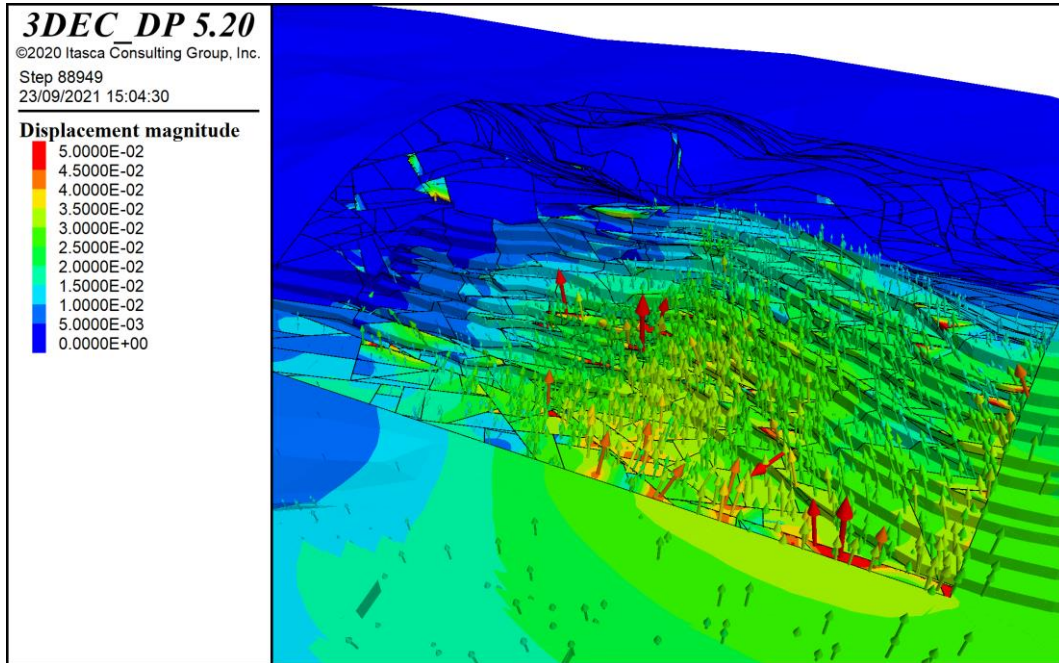 3DEC_DP 5.20
©2020 Itasca Consulting Group, Inc.
Step 88949
23/09/2021 15:04:30
Displacement magnitude
5.0000E-02
4.5000E-02
4.0000E-02
3.5000E-02
3.0000E-02
2.5000E-02
2.0000E-02
1.5000E-02
1.0000E-02
5.0000E-03
0.0000E+00